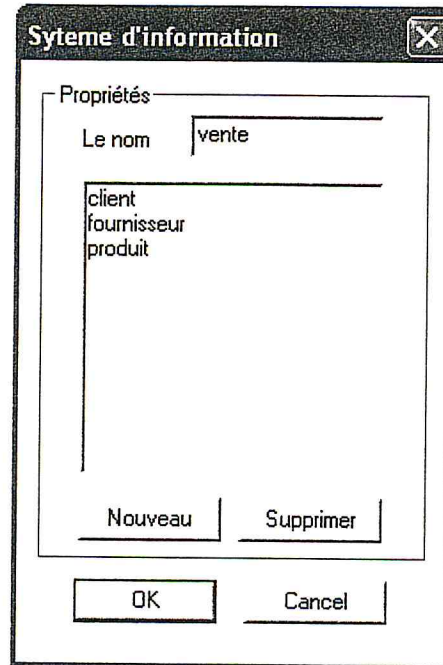 Syteme d'information
Propriétés
Le nom vente
client
fournisseur
produit
Nouveau Supprimer
OK Cancel